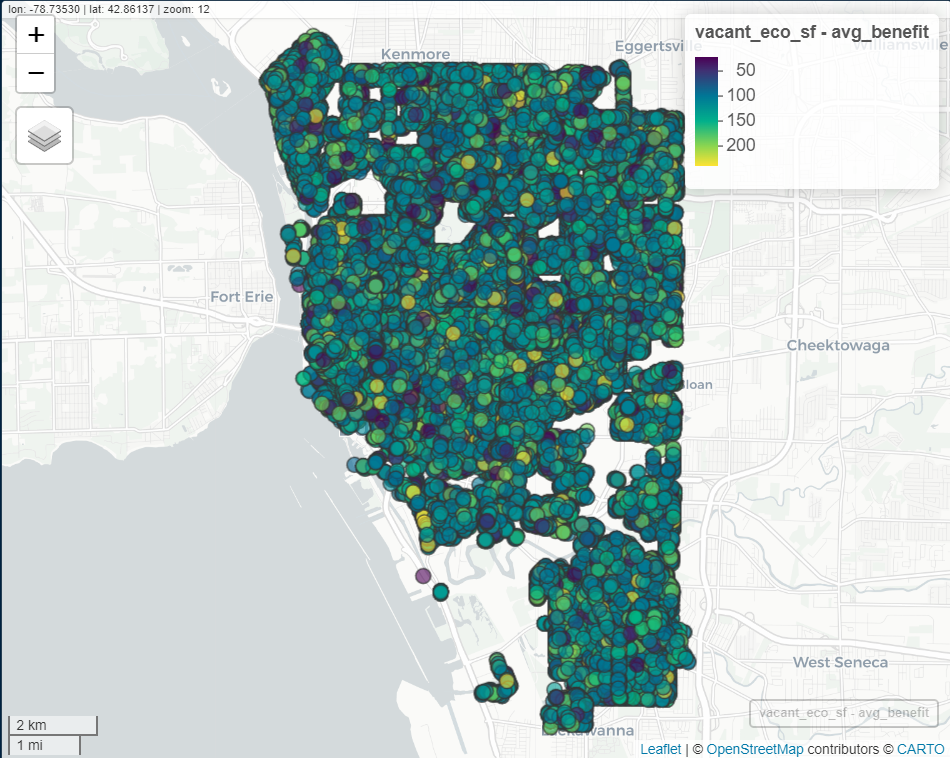 lon: -78.73530 | lat: 42.86137 | zoom: 12
+
−
Kenmore
Eggertsville
Williamsville
vacant_eco_sf - avg_benefit
50
100
150
200
Fort Erie
Cheektowaga
Sloan
West Seneca
Lackawanna
vacant_eco_sf - avg_benefit
2 km
1 mi
Leaflet | © OpenStreetMap contributors © CARTO